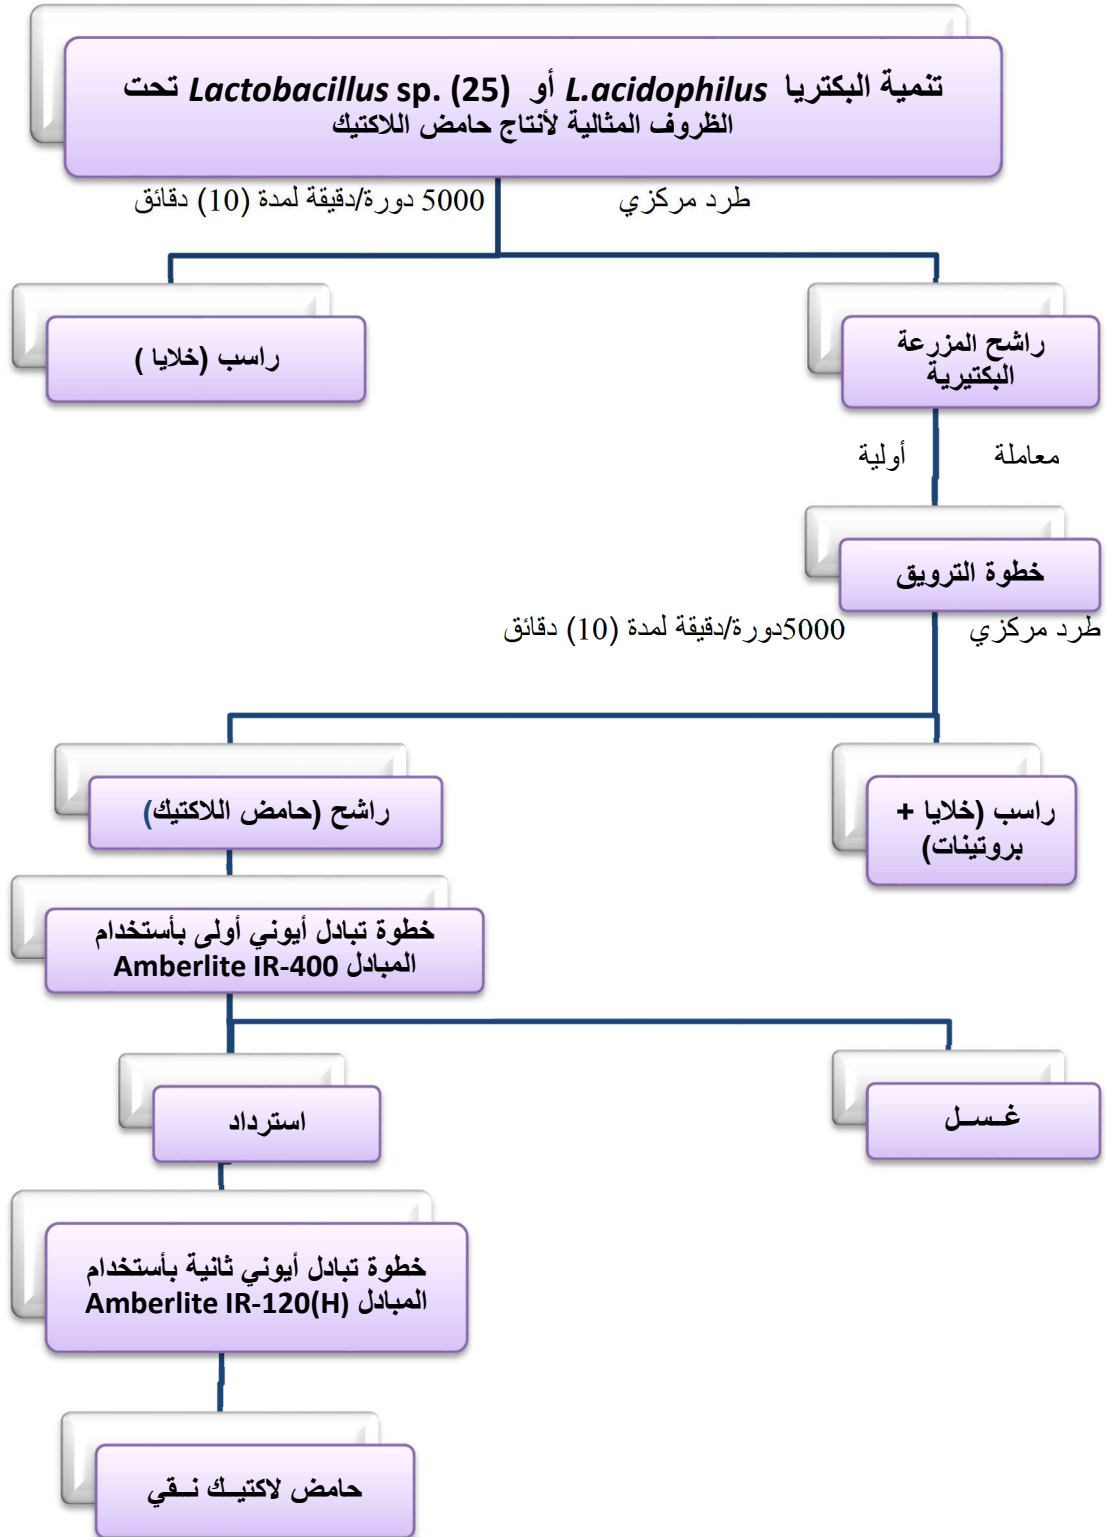 تنمية البكتريا L.acidophilus أو Lactobacillus sp. (25) تحت
الظروف المثالية لأنتاج حامض اللاكتيك
طرد مركزي
5000 دورة/دقيقة لمدة (10) دقائق
راشح المزرعة
البكتيرية
راسب (خلايا )
معاملة
أولية
خطوة الترويق
طرد مركزي
5000دورة/دقيقة لمدة (10) دقائق
راسب (خلايا +
بروتينات)
راشح (حامض اللاكتيك)
خطوة تبادل أيوني أولى بأستخدام
المبادل Amberlite IR-400
غــســل
استرداد
خطوة تبادل أيوني ثانية بأستخدام
المبادل Amberlite IR-120(H)
حامض لاكتيــك نــقي